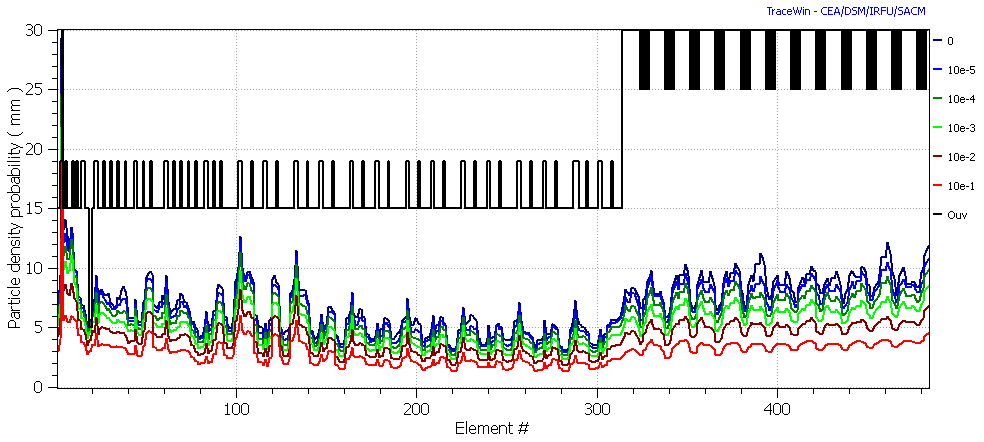 TraceWin - CEA/DSM/IRFU/SACM
Particle density probability ( mm )
30
25
20
15
10
5
0
100
200
300
400
Element #
0
10e-5
10e-4
10e-3
10e-2
10e-1
Ouv